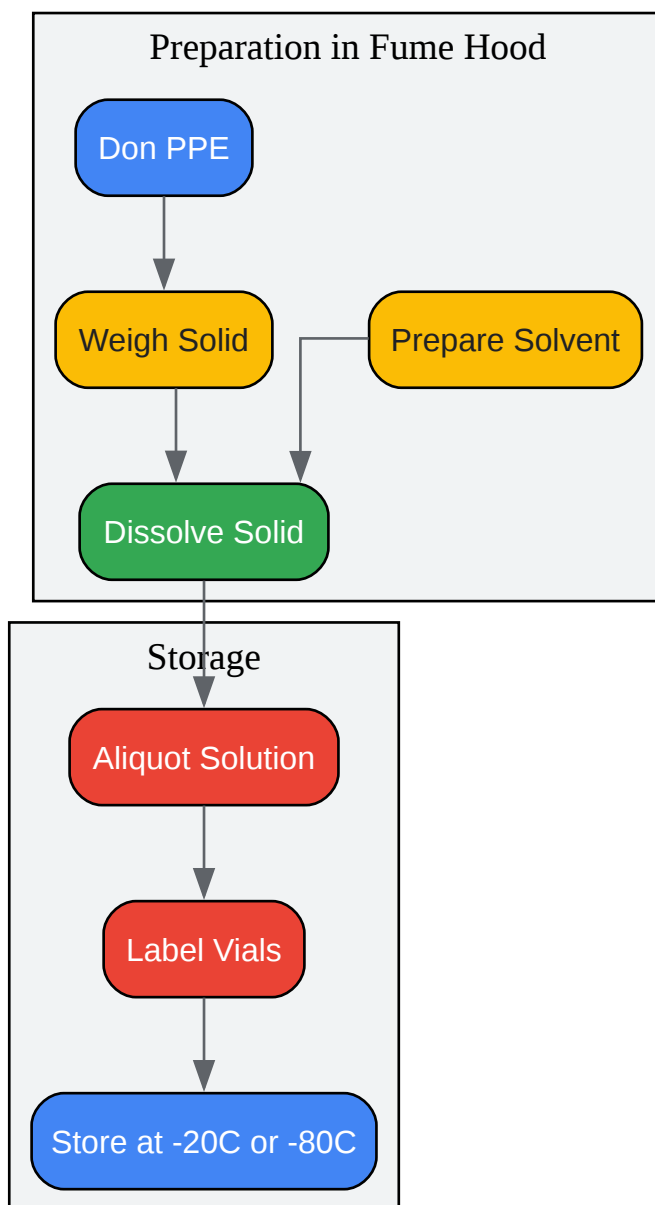 Preparation in Fume Hood
Don PPE
Weigh Solid
Prepare Solvent
Dissolve Solid
Storage
Aliquot Solution
Label Vials
Store at -20C or -80C